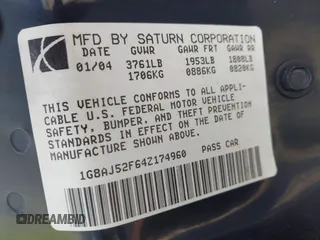 MFD BY SATURN CORPORATION
GVWR GAWR FRT GAWR RR
01/04 3761LB 1953LB 1808LB
1706KG 0886KG 0820KG
THIS VEHICLE CONFORMS TO ALL APPLI-
CABLE U.S. FEDERAL MOTOR VEHICLE
SAFETY, BUMPER, AND THEFT PREVENTION
STANDARDS IN EFFECT ON THE DATE OF
MANUFACTURE SHOWN ABOVE.
1G8AJ52F64Z174960 PASS CAR
DREAMBID